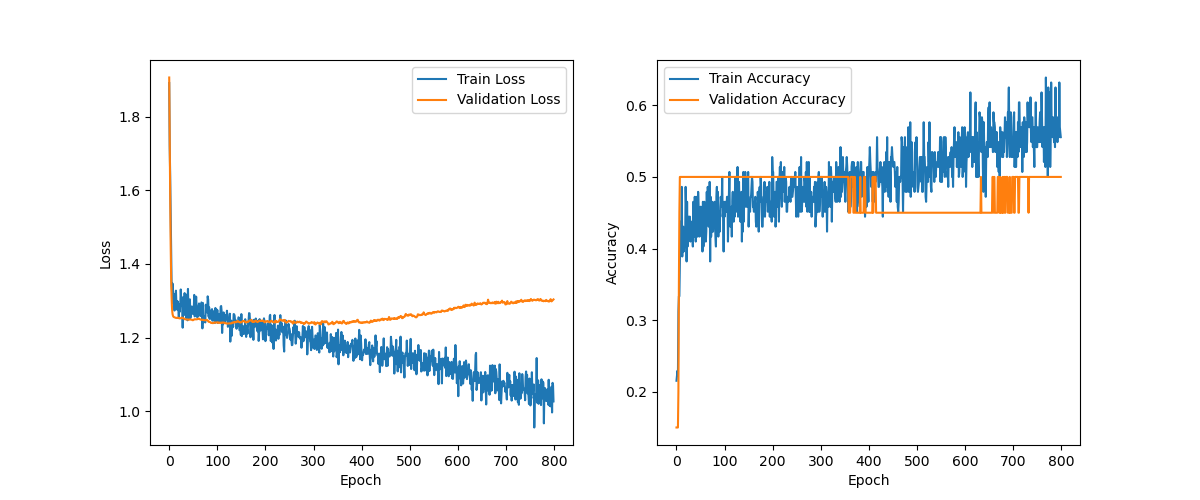 Train Loss
Validation Loss
1.8
1.6
1.4
1.2
1.0
Loss
0 100 200 300 400 500 600 700 800
Epoch
Train Accuracy
Validation Accuracy
0.6
0.5
0.4
0.3
0.2
Accuracy
0 100 200 300 400 500 600 700 800
Epoch